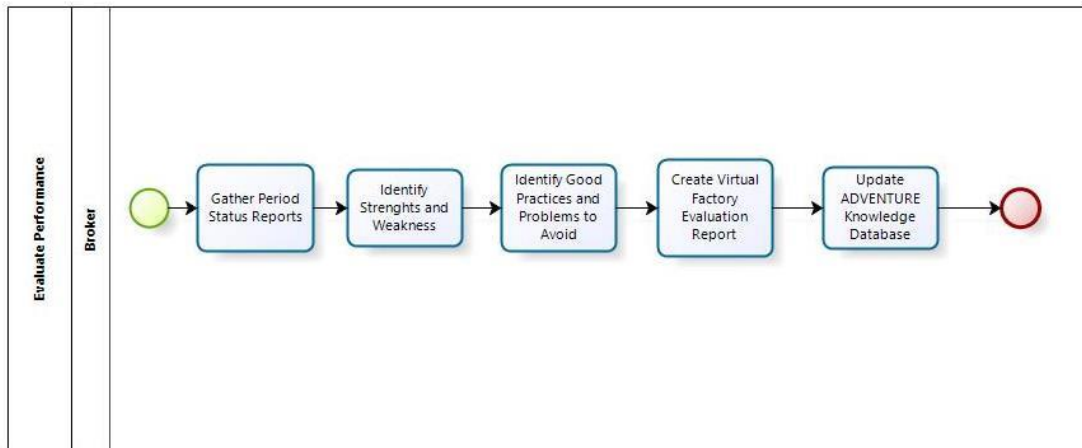 Evaluate Performance
Broker
Gather Period
Status Reports
Identify
Strenghts and
Weakness
Identify Good
Practices and
Problems to
Avoid
Create Virtual
Factory
Evaluation
Report
Update
ADVENTURE
Knowledge
Database